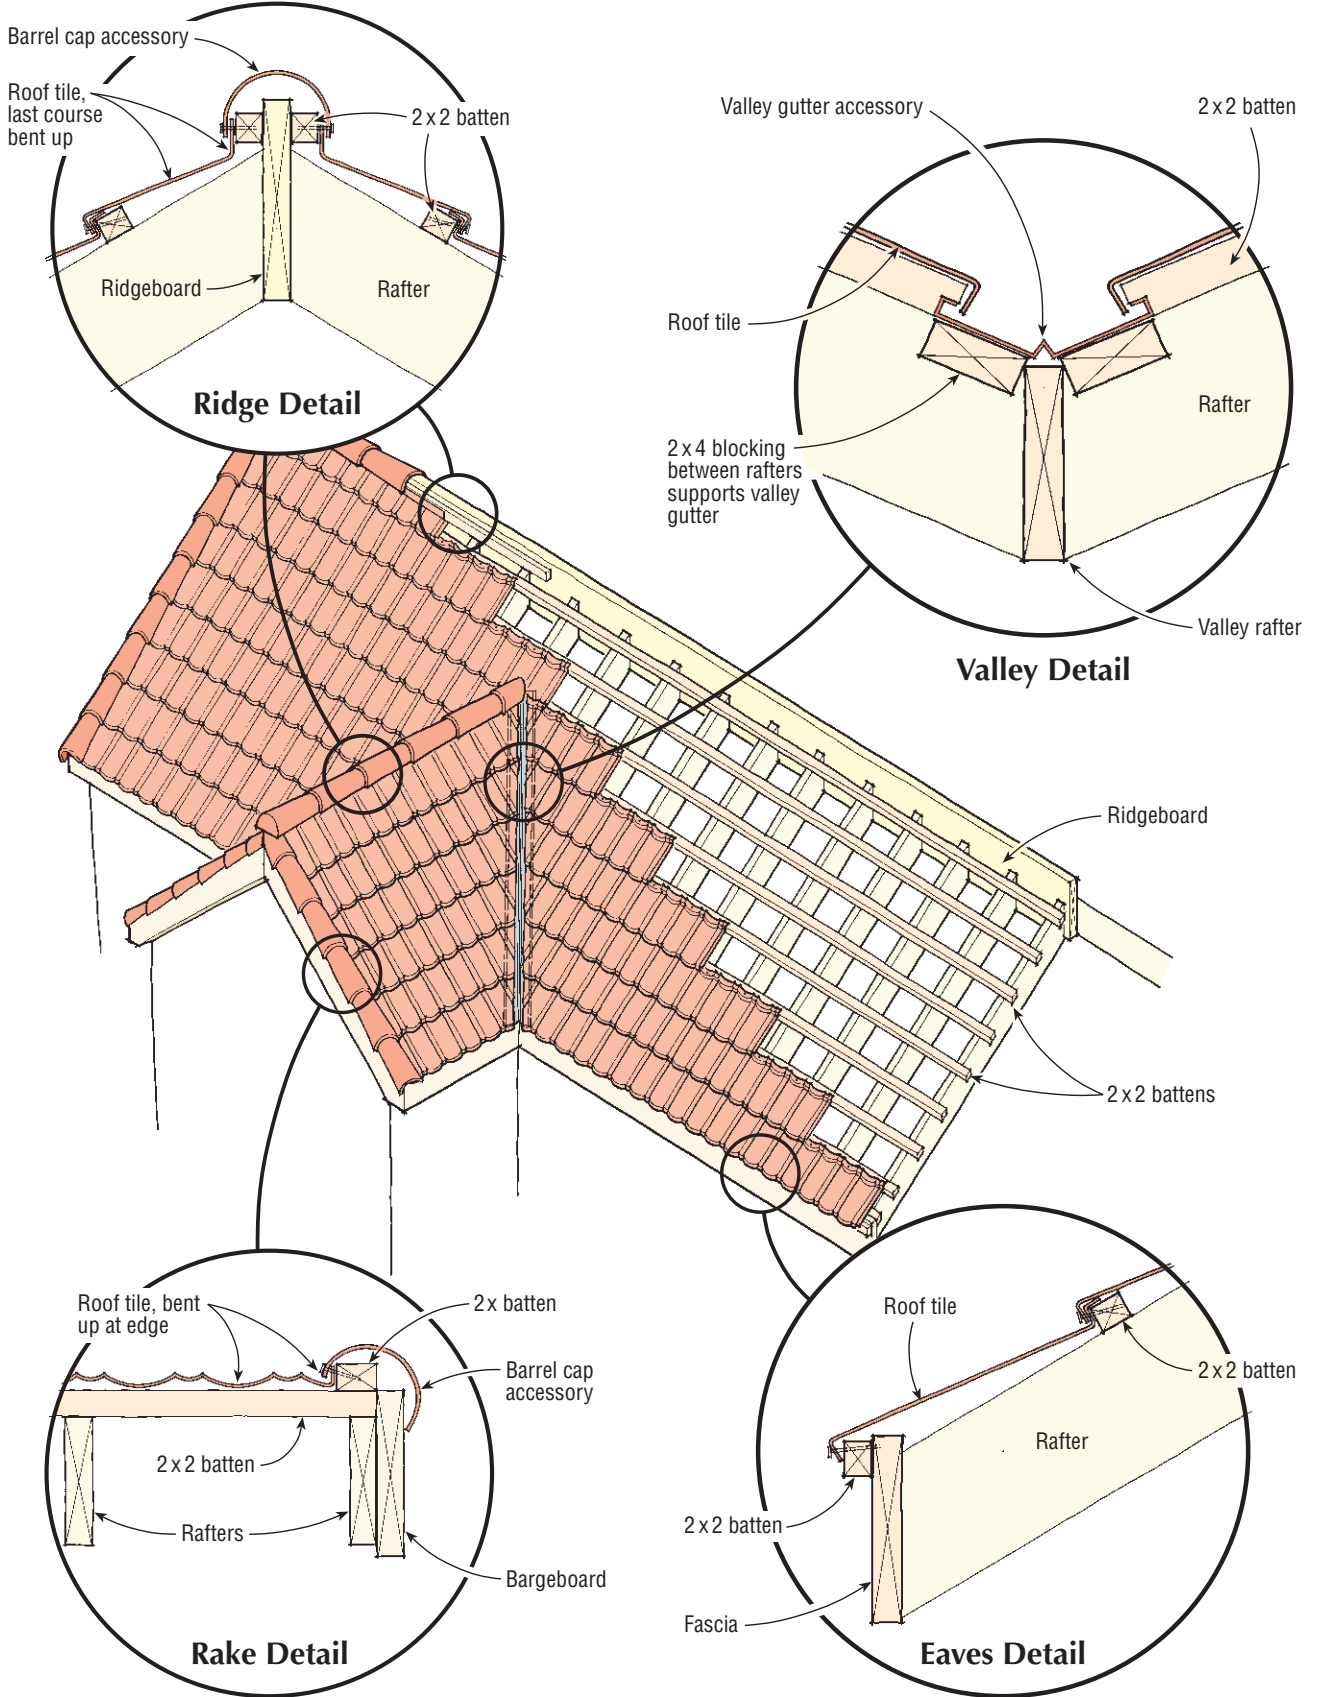 Barrel cap accessory
Roof tile,
last course
bent up
2 x 2 batten
Ridgeboard
Rafter
Ridge Detail
Valley gutter accessory
2 x 2 batten
Roof tile
2 x 4 blocking
between rafters
supports valley
gutter
Rafter
Valley rafter
Valley Detail
Ridgeboard
2 x 2 battens
Roof tile, bent
up at edge
2 x batten
Barrel cap
accessory
2 x 2 batten
Rafters
Bargeboard
Rake Detail
Roof tile
2 x 2 batten
Rafter
2 x 2 batten
Fascia
Eaves Detail